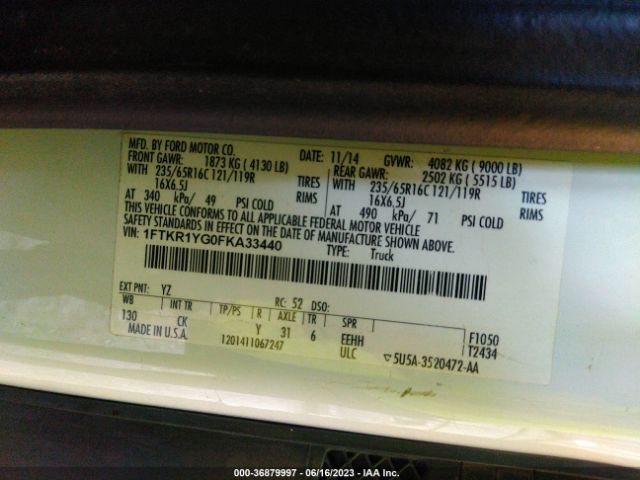 MFD. BY FORD MOTOR CO. DATE: 11/14 GVWR: 4082 KG ( 9000 LB)
FRONT GAWR: 1873 KG ( 4130 LB) REAR GAWR: 2502 KG ( 5515 LB)
WITH 235/65R16C 121/119R TIRES WITH 235/65R16C 121/119R TIRES
16X6.5J RIMS 16X6.5J RIMS
AT 340 kPa/ 49 PSI COLD AT 490 kPa/ 71 PSI COLD
THIS VEHICLE CONFORMS TO ALL APPLICABLE FEDERAL MOTOR VEHICLE
SAFETY STANDARDS IN EFFECT ON THE DATE OF MANUFACTURE SHOWN ABOVE.
VIN: 1FTKR1YG0FKA33440 TYPE: Truck
EXT PNT: YZ RC: 52 DSO:
WB INT TR TP/PS R AXLE TR SPR
130 CK Y 31 6 EEHH F1050
MADE IN U.S.A. 1201411067247 ULC T2434
▽5U5A-3520472-AA
000-36879997 - 06/16/2023 - IAA Inc.